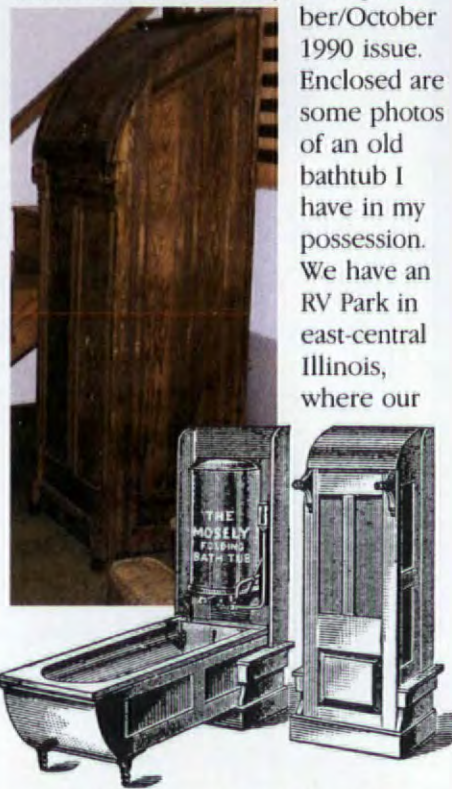 ber/October
1990 issue.
Enclosed are
some photos
of an old
bathtub I
have in my
possession.
We have an
RV Park in
east-central
Illinois,
where our
THE
MOSELY
FOLDING
BATH TUB